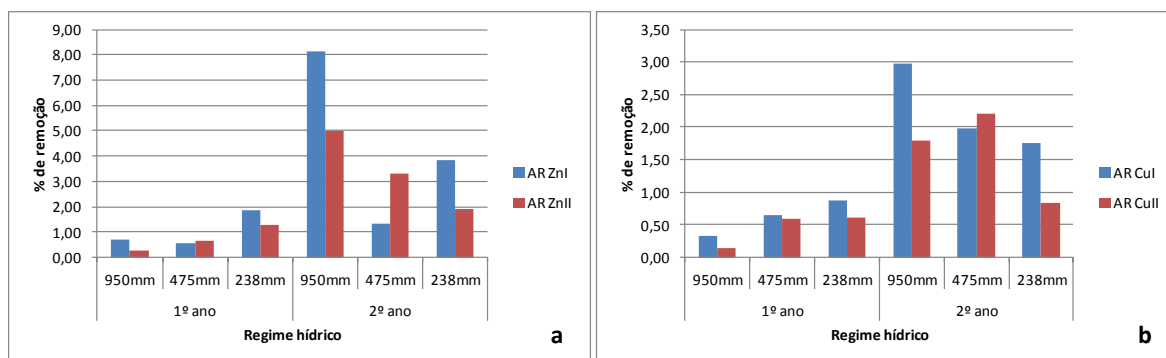 9,00
8,00
7,00
6,00
5,00
4,00
3,00
2,00
1,00
0,00
% de remoção
950mm 475mm 238mm 950mm 475mm 238mm
1º ano 2º ano
Regime hídrico
AR ZnI
AR ZnII
a
3,50
3,00
2,50
2,00
1,50
1,00
0,50
0,00
% de remoção
950mm 475mm 238mm 950mm 475mm 238mm
1º ano 2º ano
Regime hídrico
AR CuI
AR CuII
b